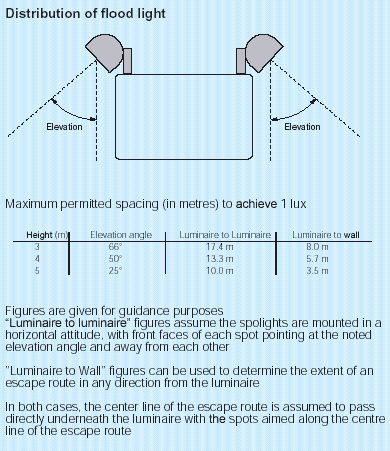 Distribution of flood light
Elevation
Elevation
Maximum permitted spacing (in metres) to achieve 1 lux
Height (m) Elevation angle Luminaire to Luminaire Luminaire to wall
3 66° 17.4 m 8.0 m
4 50° 13.3 m 5.7 m
5 25° 10.0 m 3.5 m
Figures are given for guidance purposes
"Luminaire to luminaire" figures assume the spolights are mounted in a
horizontal attitude, with front faces of each spot pointing at the noted
elevation angle and away from each other
"Luminaire to Wall" figures can be used to determine the extent of an
escape route in any direction from the luminaire
In both cases, the center line of the escape route is assumed to pass
directly underneath the luminaire with the spots aimed along the centre
line of the escape route